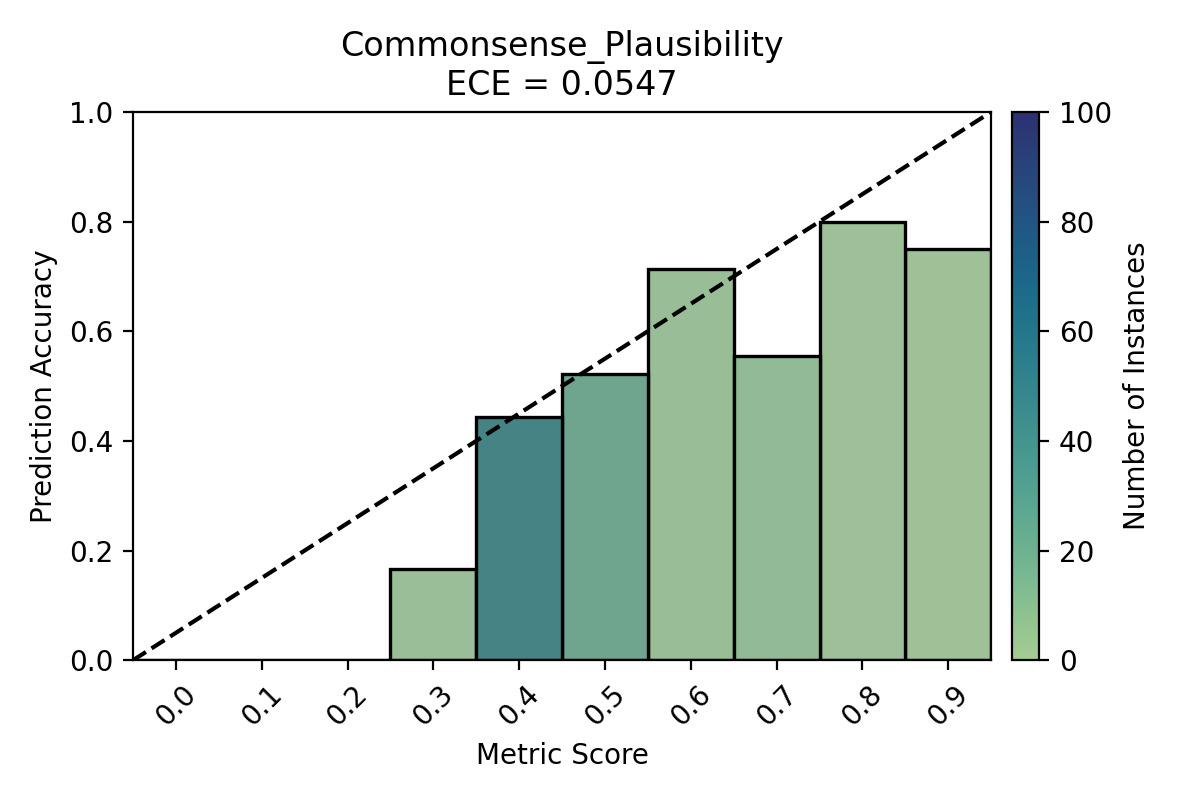 Commonsense_Plausibility
ECE = 0.0547
1.0
0.8
0.6
0.4
0.2
0.0
Prediction Accuracy
0.0 0.1 0.2 0.3 0.4 0.5 0.6 0.7 0.8 0.9
Metric Score
100
80
60
40
20
0
Number of Instances